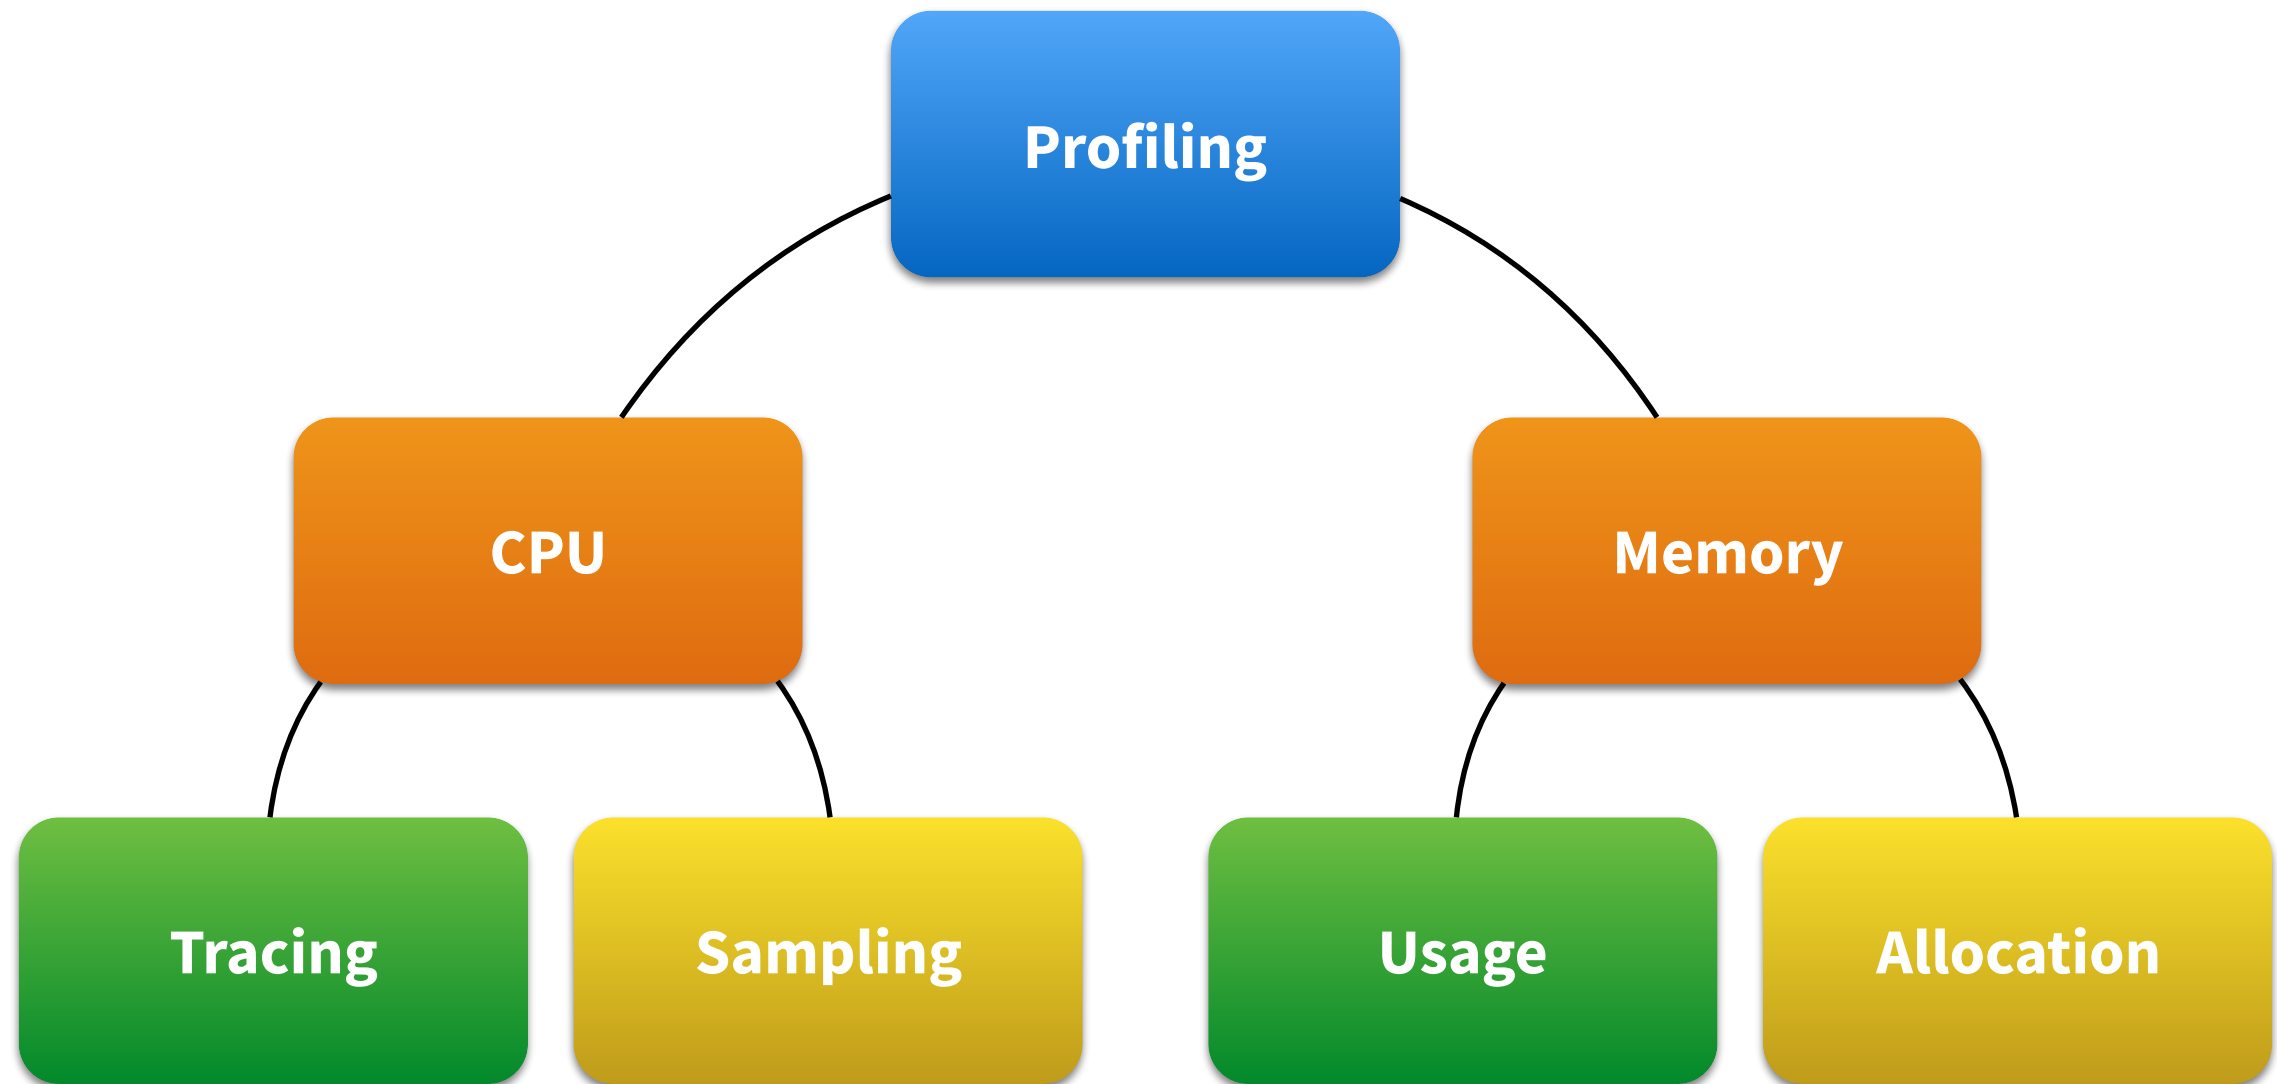 Profiling
CPU
Memory
Tracing
Sampling
Usage
Allocation